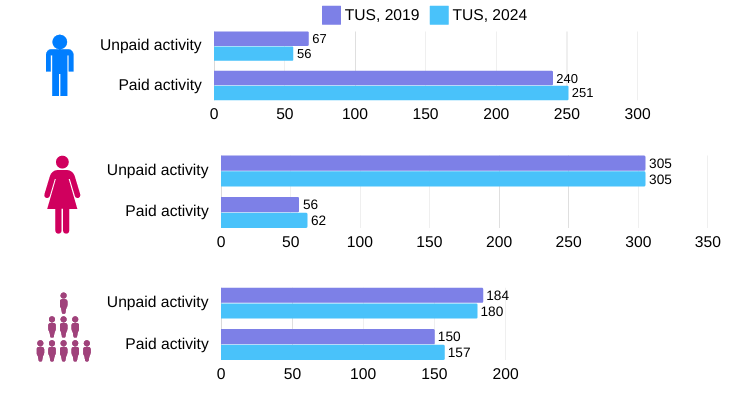 TUS, 2019 TUS, 2024
Unpaid activity 67
56
Paid activity 240
251
0 50 100 150 200 250 300
Unpaid activity 305
305
Paid activity 56
62
0 50 100 150 200 250 300 350
Unpaid activity 184
180
Paid activity 150
157
0 50 100 150 200